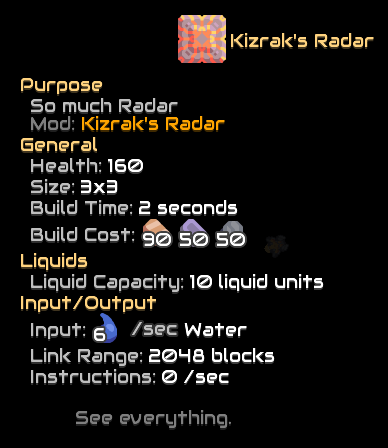 Kizrak's Radar
Purpose
So much Radar
Mod: Kizrak's Radar
General
Health: 160
Size: 3x3
Build Time: 2 seconds
Build Cost: 90 50 50
Liquids
Liquid Capacity: 10 liquid units
Input/Output
Input: 6 /sec Water
Link Range: 2048 blocks
Instructions: 0 /sec
See everything.